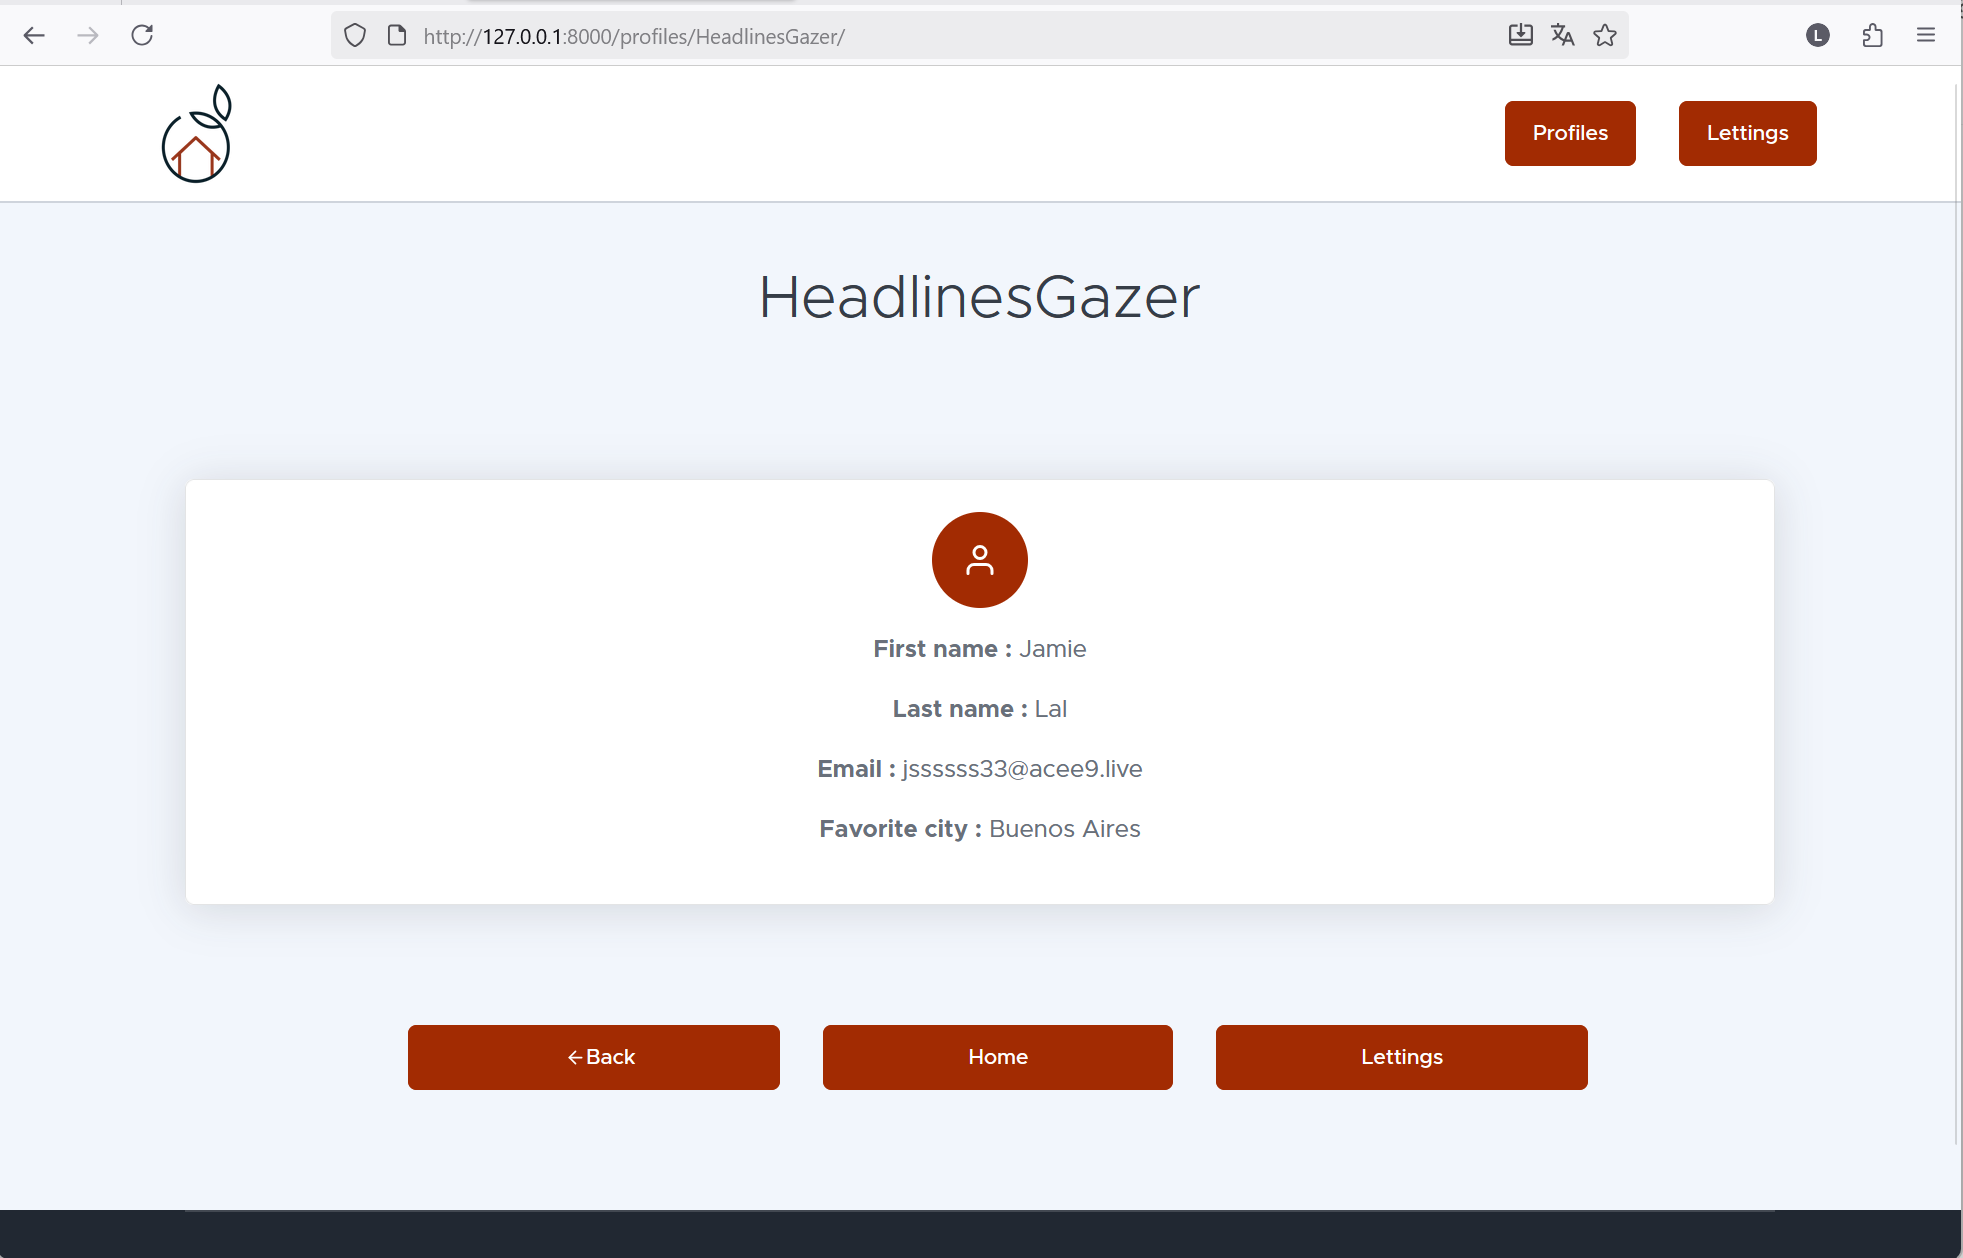 http://127.0.0.1:8000/profiles/HeadlinesGazer/
L
Profiles
Lettings
HeadlinesGazer
First name : Jamie
Last name : Lal
Email : jssssss33@acee9.live
Favorite city : Buenos Aires
←Back
Home
Lettings